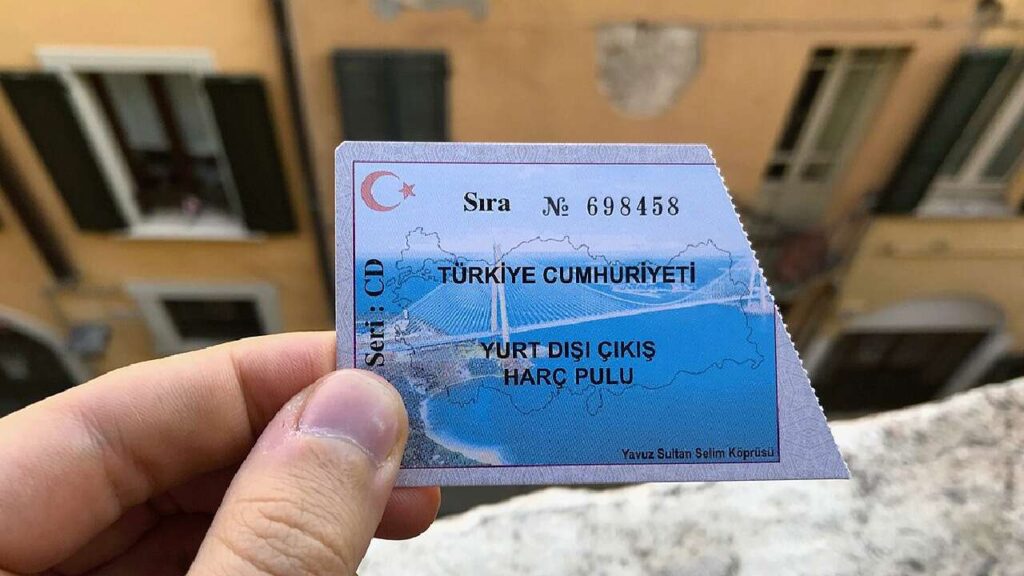 Sıra № 698458
Seri : CD
TÜRKİYE CUMHURİYETİ
YURT DIŞI ÇIKIŞ
HARÇ PULU
Yavuz Sultan Selim Köprüsü